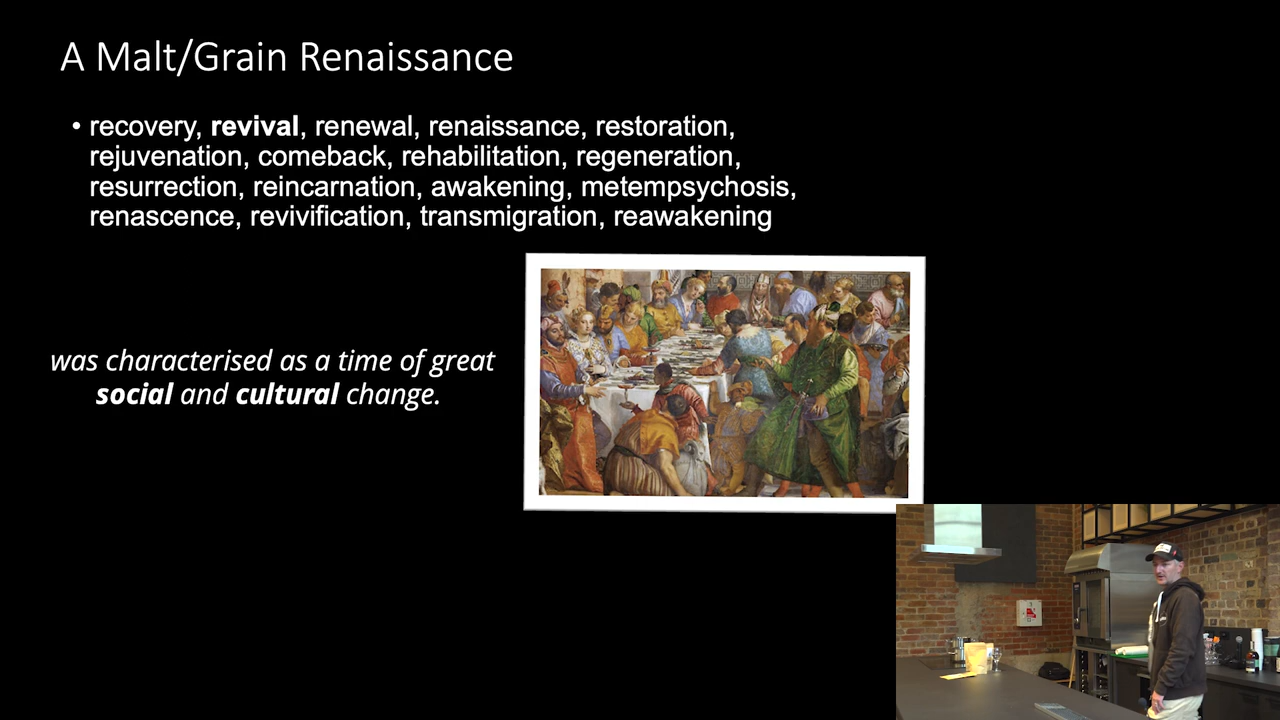 A Malt/Grain Renaissance
• recovery, revival, renewal, renaissance, restoration,
rejuvenation, comeback, rehabilitation, regeneration,
resurrection, reincarnation, awakening, metempsychosis,
renascence, revivification, transmigration, reawakening
was characterised as a time of great
social and cultural change.